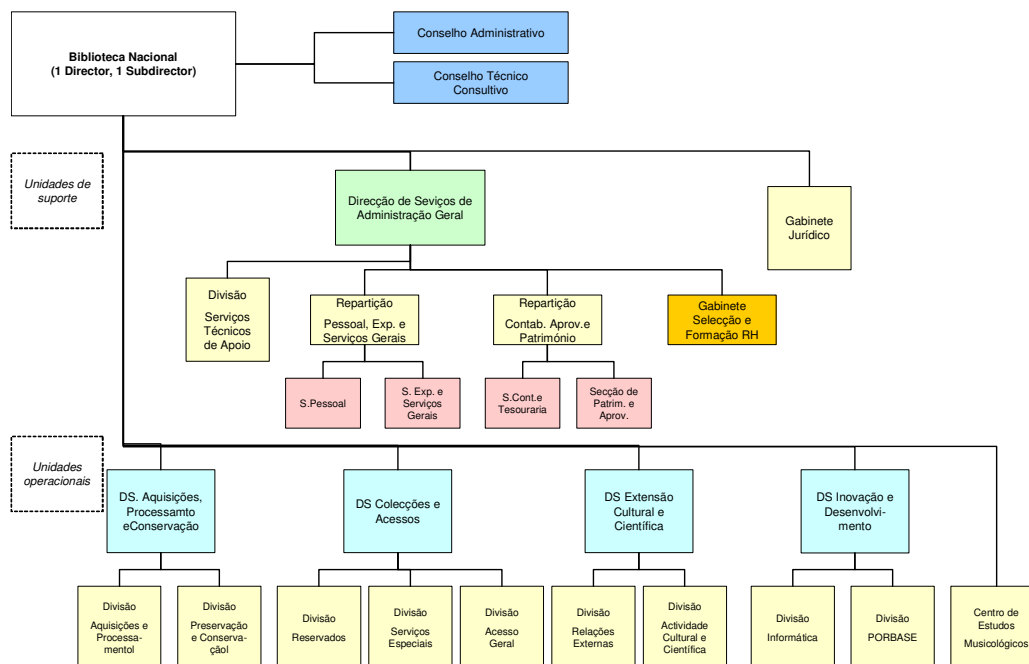 Biblioteca Nacional
(1 Director, 1 Subdirector)
Conselho Administrativo
Conselho Técnico
Consultivo
Unidades de
suporte
Direcção de Seviços de
Administração Geral
Gabinete
Jurídico
Divisão
Serviços
Técnicos
de Apoio
Repartição
Pessoal, Exp. e
Serviços Gerais
Repartição
Contab. Aprov.e
Património
Gabinete
Selecção e
Formação RH
S.Pessoal
S. Exp. e
Serviços
Gerais
S.Cont.e
Tesouraria
Secção de
Patrim. e
Aprov.
Unidades
operacionais
DS. Aquisições,
Processamto
eConservação
DS Colecções e
Acessos
DS Extensão
Cultural e
Científica
DS Inovação e
Desenvolvi-
mento
Divisão
Aquisições e
Processa-
mentol
Divisão
Preservação
e Conserva-
çãol
Divisão
Reservados
Divisão
Serviços
Especiais
Divisão
Acesso
Geral
Divisão
Relações
Externas
Divisão
Actividade
Cultural e
Científica
Divisão
Informática
Divisão
PORBASE
Centro de
Estudos
Musicológicos